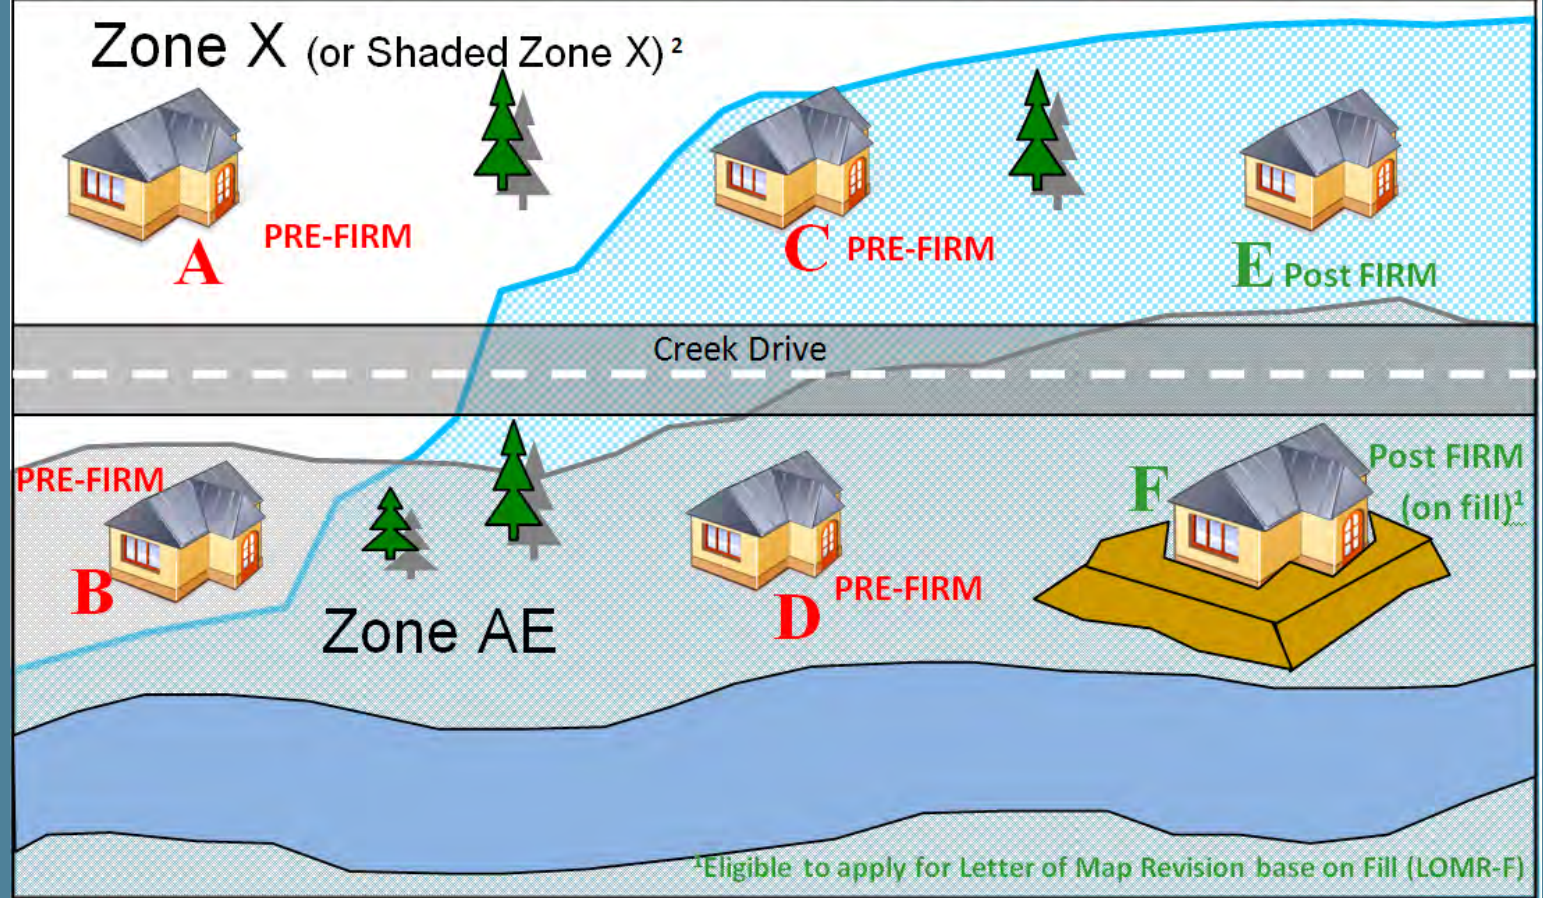 Zone X (or Shaded Zone X)²
A PRE-FIRM
C PRE-FIRM
E Post FIRM
Creek Drive
PRE-FIRM
B
Zone AE
D PRE-FIRM
F Post FIRM
(on fill)¹
¹Eligible to apply for Letter of Map Revision base on Fill (LOMR-F)